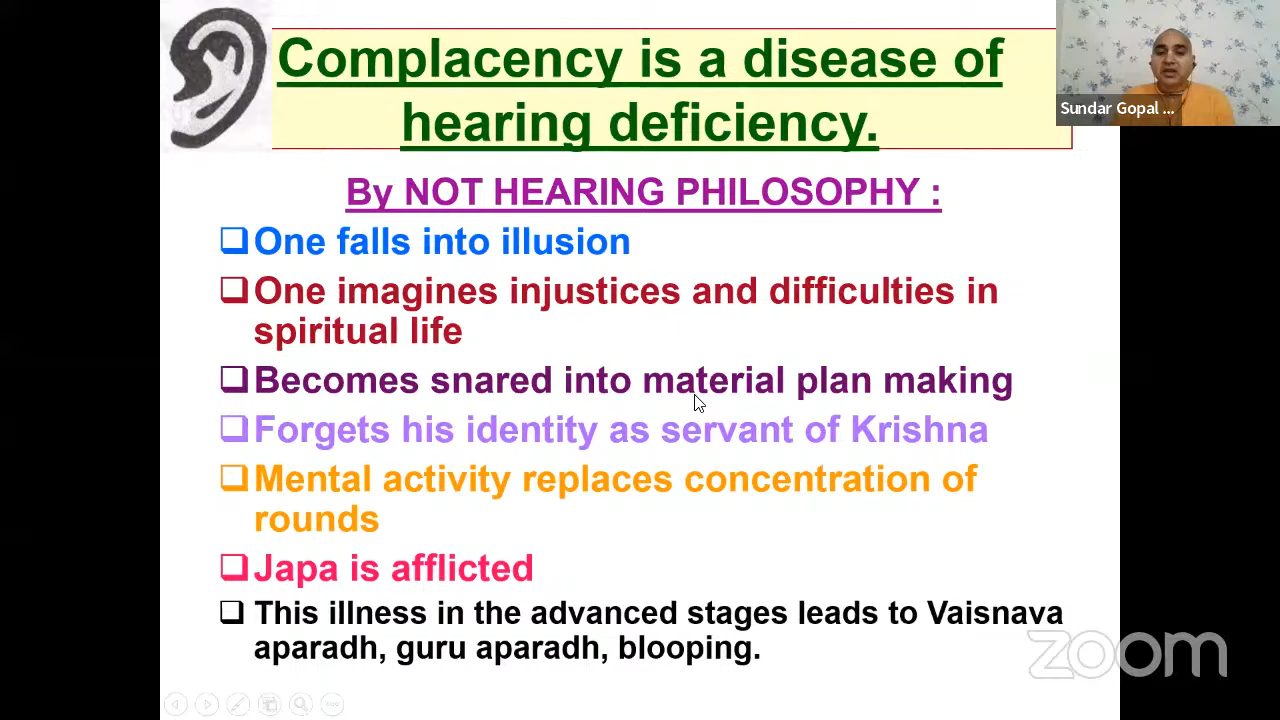 Complacency is a disease of
hearing deficiency.
Sundar Gopal ...
By NOT HEARING PHILOSOPHY :
One falls into illusion
One imagines injustices and difficulties in
spiritual life
Becomes snared into material plan making
Forgets his identity as servant of Krishna
Mental activity replaces concentration of
rounds
Japa is afflicted
This illness in the advanced stages leads to Vaisnava
aparadh, guru aparadh, blooping.
zoom